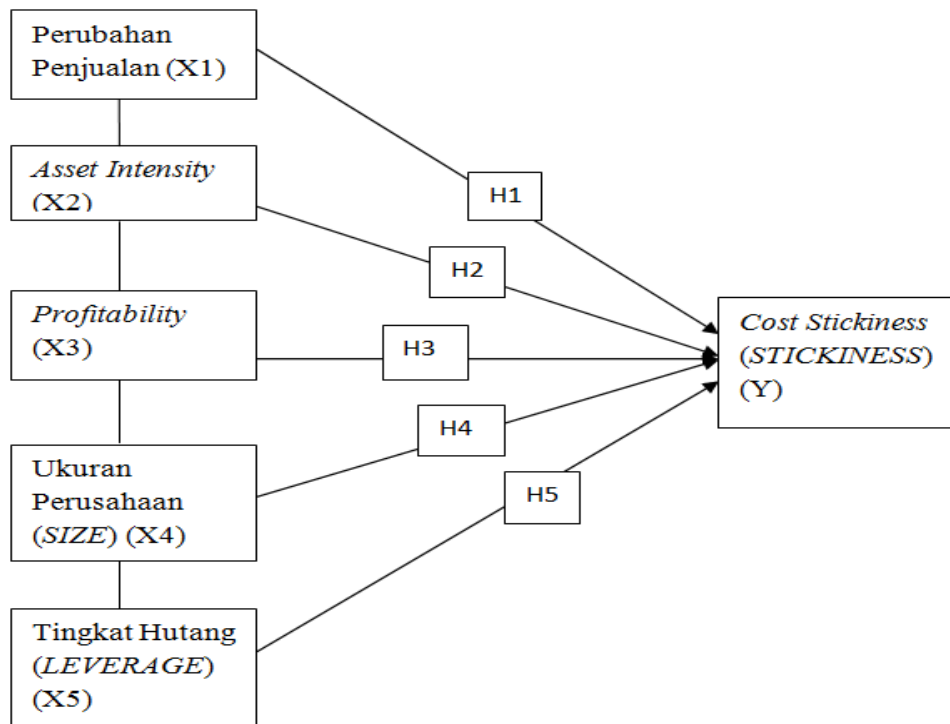 Perubahan
Penjualan (X1)
H1
Asset Intensity
(X2)
H2
Profitability
(X3)
H3
Cost Stickiness
(STICKINESS)
(Y)
H4
Ukuran
Perusahaan
(SIZE) (X4)
H5
Tingkat Hutang
(LEVERAGE)
(X5)